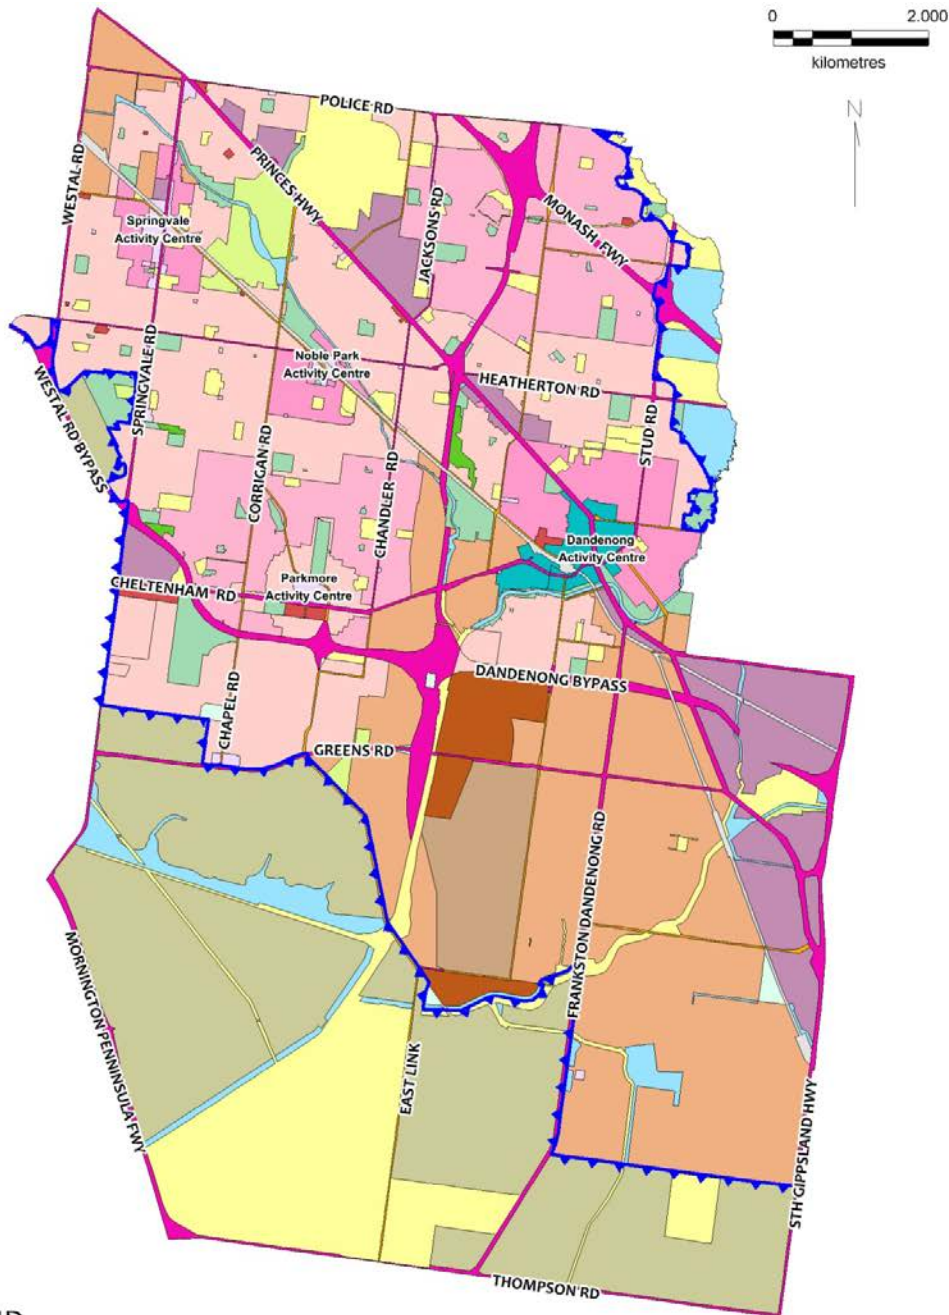 0 2.000
kilometres
N
POLICE RD
PRINCES HWY
WESTAL RD
JACKSONS RD
MONASH FWY
Springvale
Activity Centre
Noble Park
Activity Centre
HEATHERTON RD
SPRINGVALE RD
WESTAL RD BYPASS
STUD RD
CORRIGAN RD
CHANDLER RD
Dandenong
Activity Centre
Parkmore
Activity Centre
CHELTENHAM RD
DANDENONG BYPASS
CHAPEL RD
GREENS RD
FRANKSTON DANDENONG RD
MORNINGTON PENNINSULA FWY
EAST LINK
STH GIPPSLAND HWY
THOMPSON RD